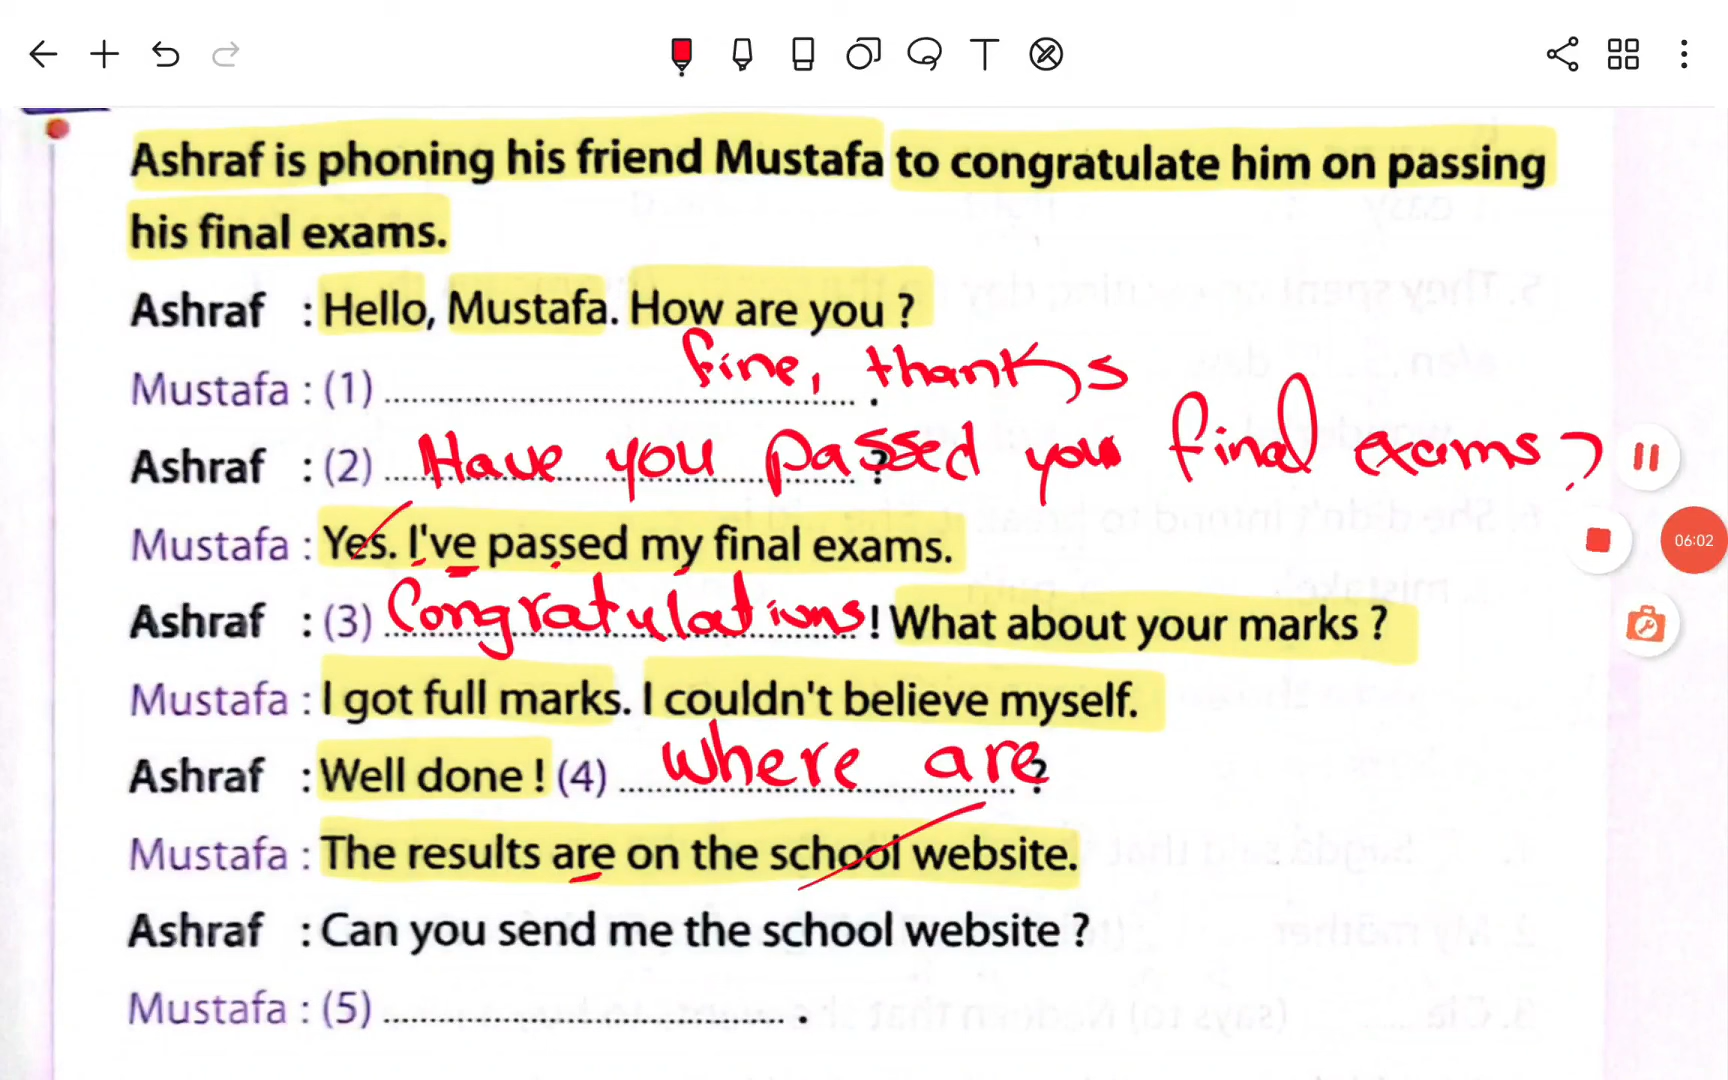 Ashraf is phoning his friend Mustafa to congratulate him on passing
his final exams.
Ashraf : Hello, Mustafa. How are you ?
fine, thanks
Mustafa : (1) .
Ashraf : (2) Have you passed your final exams ?
Mustafa : Yes. I've passed my final exams.
Ashraf : (3) Congratulations ! What about your marks ?
Mustafa : I got full marks. I couldn't believe myself.
Ashraf : Well done ! (4) where are ?
06:02
Mustafa : The results are on the school website.
Ashraf : Can you send me the school website ?
Mustafa : (5) .